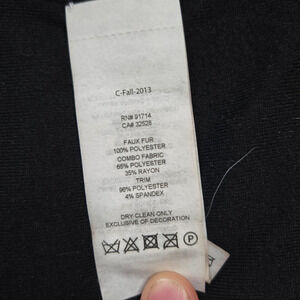 C-Fall-2013
RN# 91714
CA# 32528
FAUX FUR
100% POLYESTER
COMBO FABRIC
65% POLYESTER
35% RAYON
TRIM
96% POLYESTER
4% SPANDEX
DRY CLEAN ONLY
EXCLUSIVE OF DECORATION
P